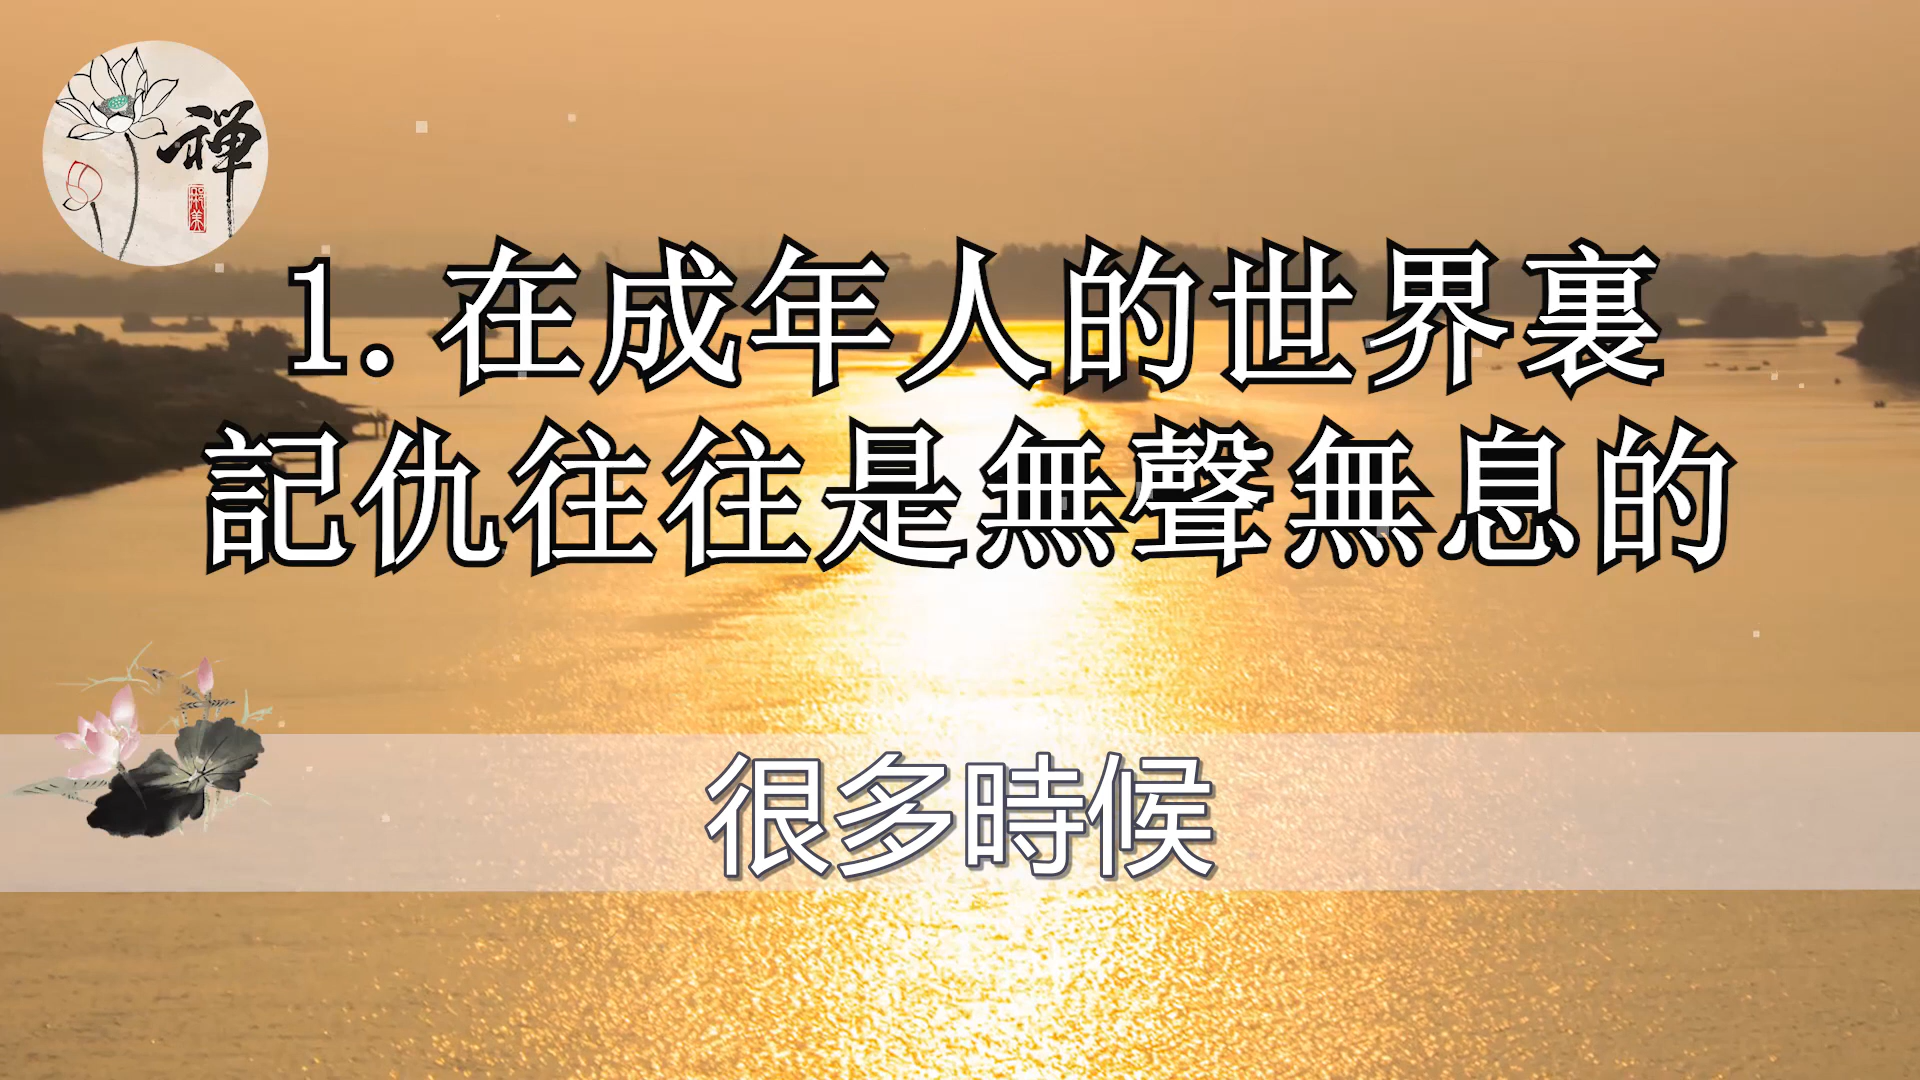 禅
1.在成年人的世界裏
記仇往往是無聲無息的
很多時候